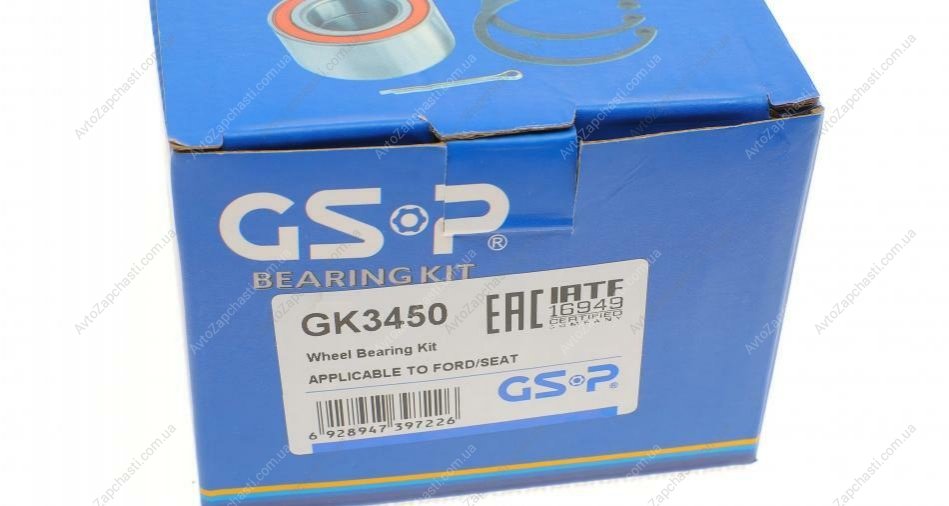 GS·P®
BEARING KIT
GK3450
EAC
IATF
16949
CERTIFIED
COMPANY
Wheel Bearing Kit
APPLICABLE TO FORD/SEAT
GS·P®
6 928947 397226
AvtoZapchasti.com.ua